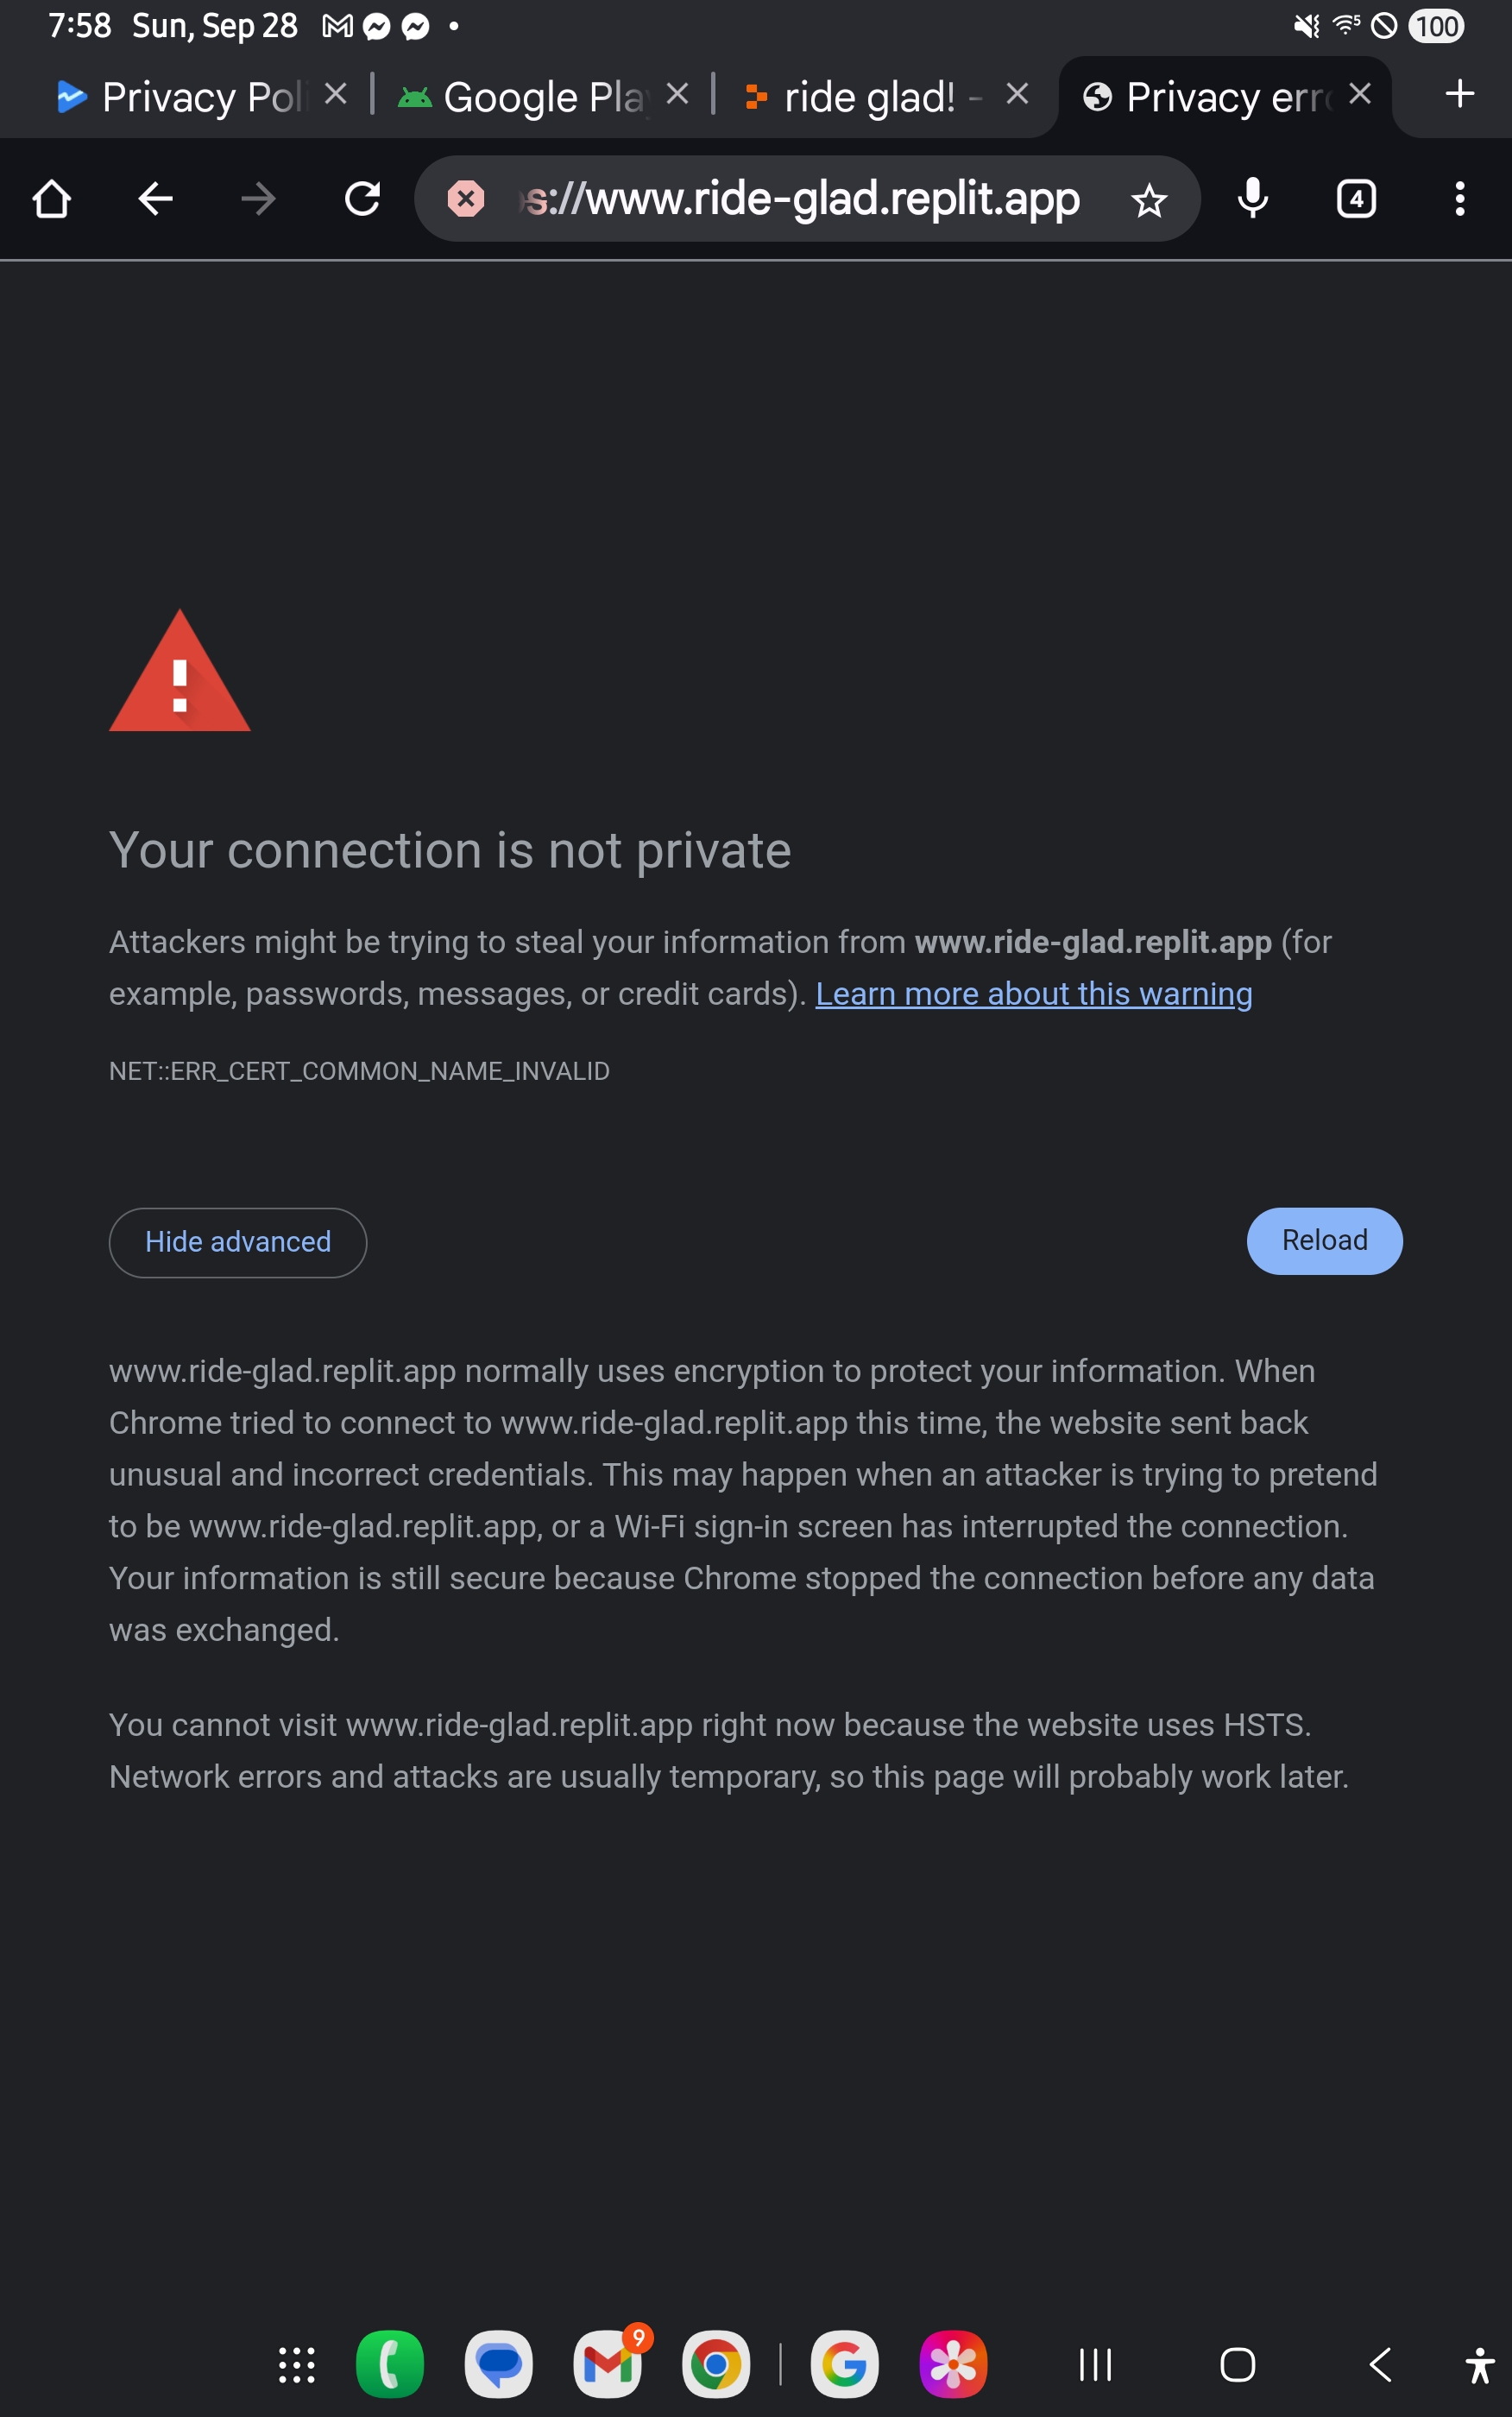 7:58 Sun, Sep 28
100
Privacy Poli
Google Play
ride glad! -
Privacy erro
s://www.ride-glad.replit.app
4
Your connection is not private
Attackers might be trying to steal your information from www.ride-glad.replit.app (for
example, passwords, messages, or credit cards). Learn more about this warning
NET::ERR_CERT_COMMON_NAME_INVALID
Hide advanced
Reload
www.ride-glad.replit.app normally uses encryption to protect your information. When
Chrome tried to connect to www.ride-glad.replit.app this time, the website sent back
unusual and incorrect credentials. This may happen when an attacker is trying to pretend
to be www.ride-glad.replit.app, or a Wi-Fi sign-in screen has interrupted the connection.
Your information is still secure because Chrome stopped the connection before any data
was exchanged.
You cannot visit www.ride-glad.replit.app right now because the website uses HSTS.
Network errors and attacks are usually temporary, so this page will probably work later.
9